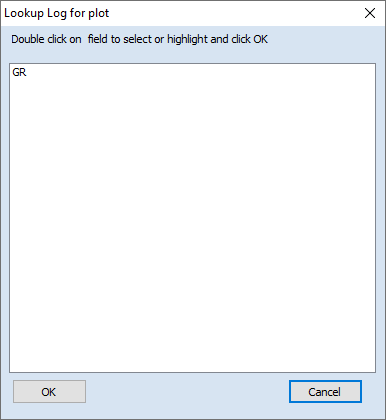 Lookup Log for plot
Double click on  field to select or highlight and click OK
GR
OK
Cancel